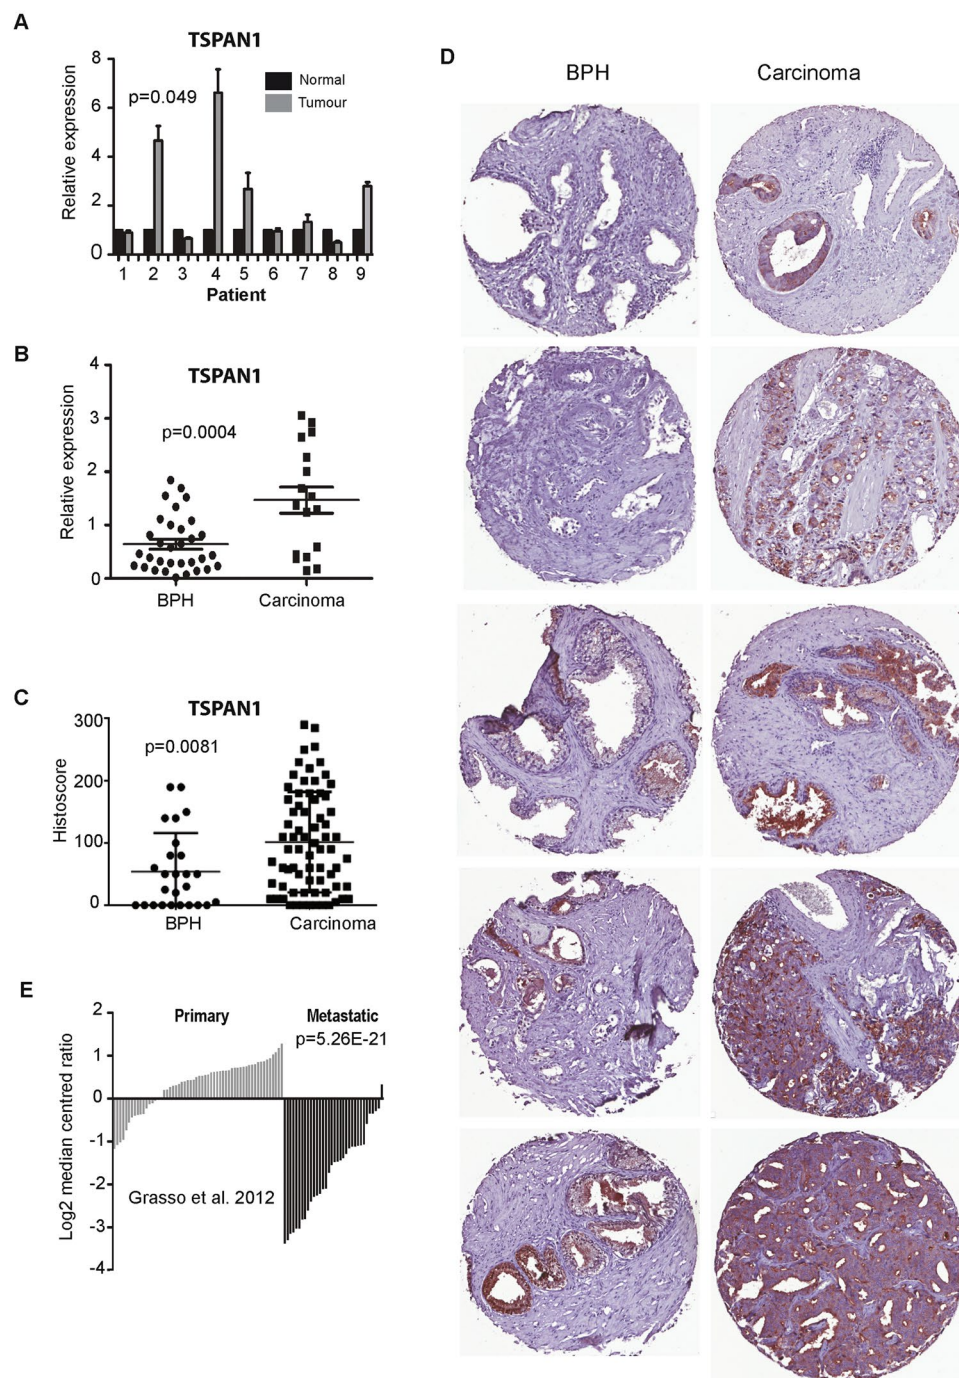 A
TSPAN1
Relative expression
8
6
4
2
0
p=0.049
Normal
Tumour
1 2 3 4 5 6 7 8 9
Patient
B
TSPAN1
Relative expression
4
3
2
1
0
p=0.0004
BPH Carcinoma
C
TSPAN1
Histoscore
300
200
100
0
p=0.0081
BPH Carcinoma
E
Log2 median centred ratio
2
1
0
-1
-2
-3
-4
Primary Metastatic
p=5.26E-21
Grasso et al. 2012
D
BPH Carcinoma